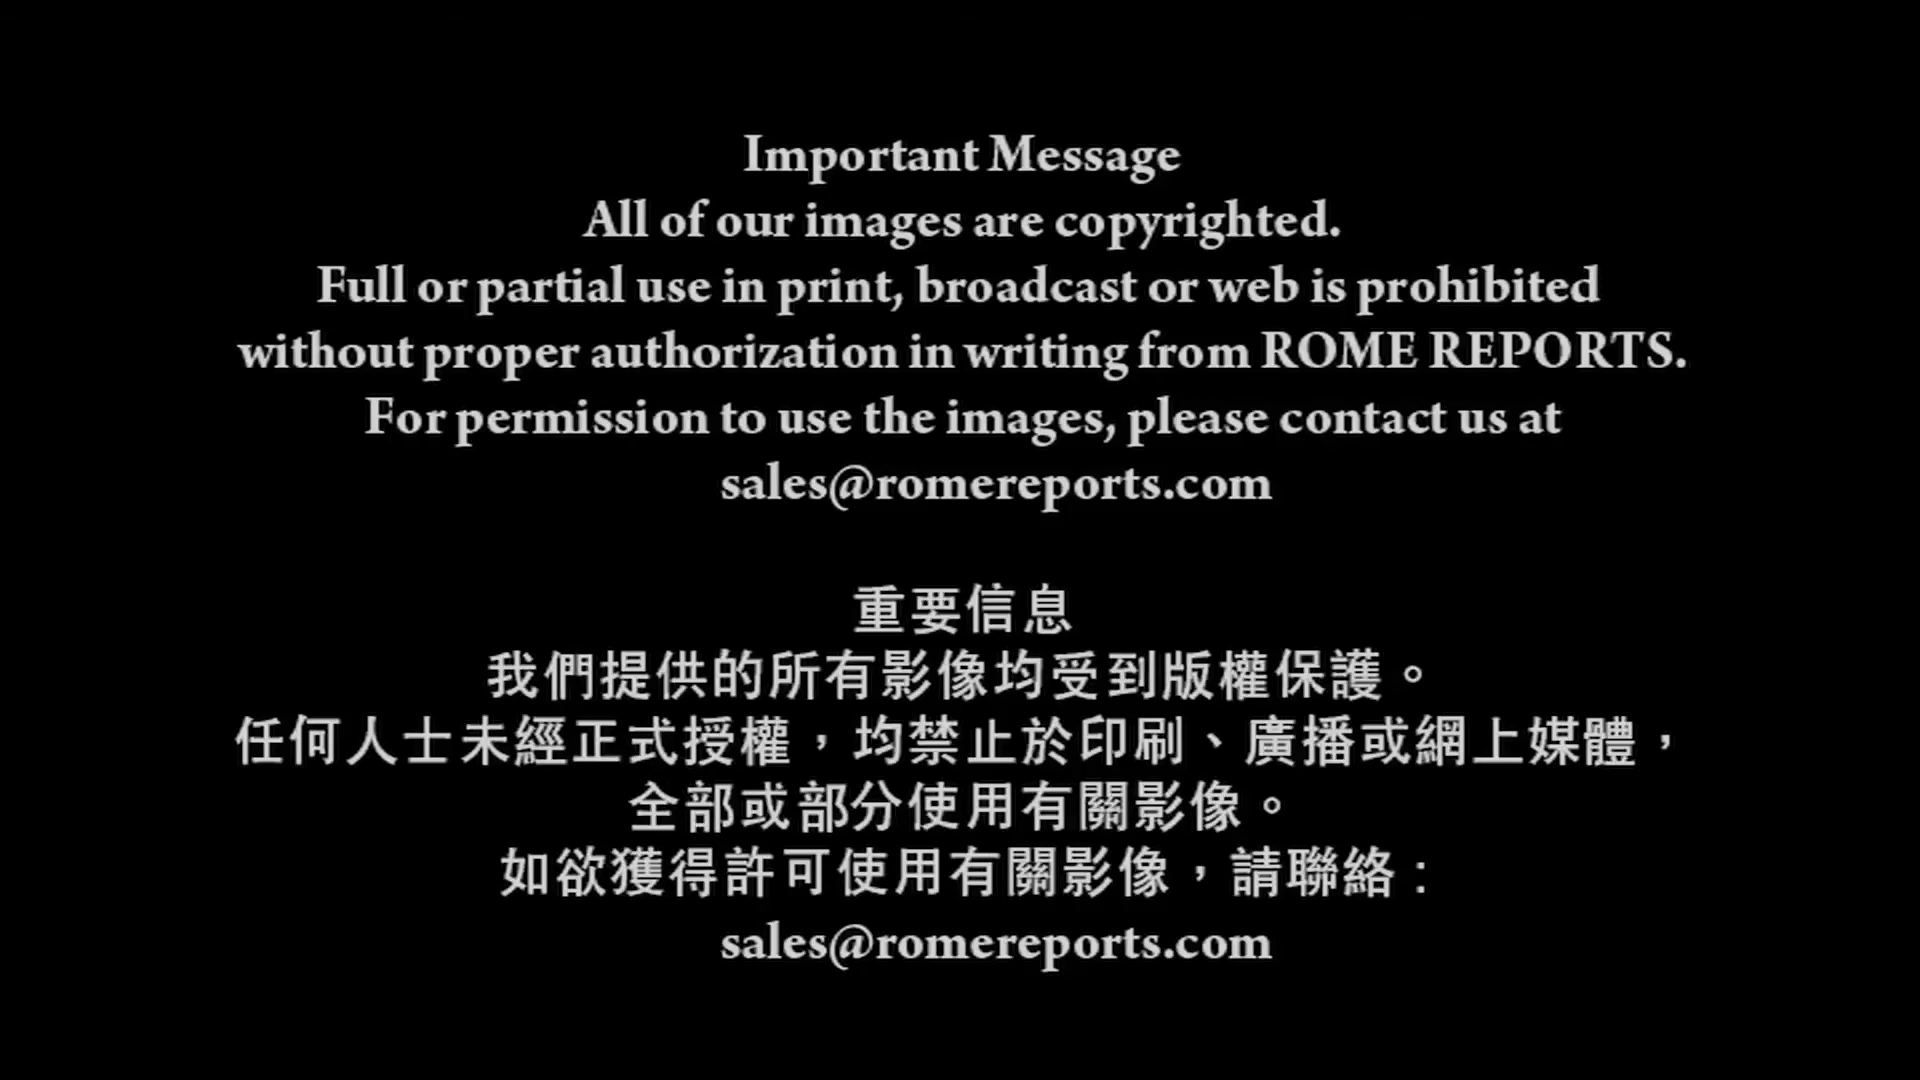 Important Message
All of our images are copyrighted.
Full or partial use in print, broadcast or web is prohibited
without proper authorization in writing from ROME REPORTS.
For permission to use the images, please contact us at
sales@romereports.com
重要信息
我們提供的所有影像均受到版權保護。
任何人士未經正式授權，均禁止於印刷、廣播或網上媒體，
全部或部分使用有關影像。
如欲獲得許可使用有關影像，請聯絡：
sales@romereports.com